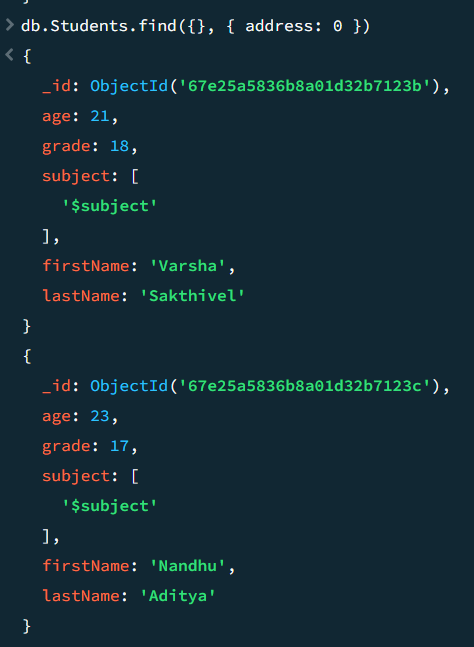 db.Students.find({}, { address: 0 })
{
_id: ObjectId('67e25a5836b8a01d32b7123b'),
age: 21,
grade: 18,
subject: [
'$subject'
],
firstName: 'Varsha',
lastName: 'Sakthivel'
}
{
_id: ObjectId('67e25a5836b8a01d32b7123c'),
age: 23,
grade: 17,
subject: [
'$subject'
],
firstName: 'Nandhu',
lastName: 'Aditya'
}